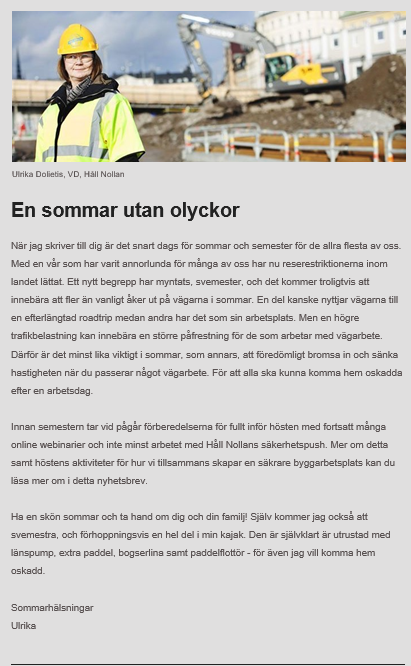 Ulrika Dolietis, VD, Håll Nollan
En sommar utan olyckor
När jag skriver till dig är det snart dags för sommar och semester för de allra flesta av oss.
Med en vår som har varit annorlunda för många av oss har nu reserestriktionerna inom
landet lättat. Ett nytt begrepp har myntats, svemester, och det kommer troligtvis att
innebära att fler än vanligt åker ut på vägarna i sommar. En del kanske nyttjar vägarna till
en efterlängtad roadtrip medan andra har det som sin arbetsplats. Men en högre
trafikbelastning kan innebära en större påfrestning för de som arbetar med vägarbete.
Därför är det minst lika viktigt i sommar, som annars, att föredömligt bromsa in och sänka
hastigheten när du passerar något vägarbete. För att alla ska kunna komma hem oskadda
efter en arbetsdag.
Innan semestern tar vid pågår förberedelserna för fullt inför hösten med fortsatt många
online webinarier och inte minst arbetet med Håll Nollans säkerhetspush. Mer om detta
samt höstens aktiviteter för hur vi tillsammans skapar en säkrare byggarbetsplats kan du
läsa mer om i detta nyhetsbrev.
Ha en skön sommar och ta hand om dig och din familj! Själv kommer jag också att
svemestra, och förhoppningsvis en hel del i min kajak. Den är självklart är utrustad med
länspump, extra paddel, bogserlina samt paddelflottör - för även jag vill komma hem
oskadd.
Sommarhälsningar
Ulrika